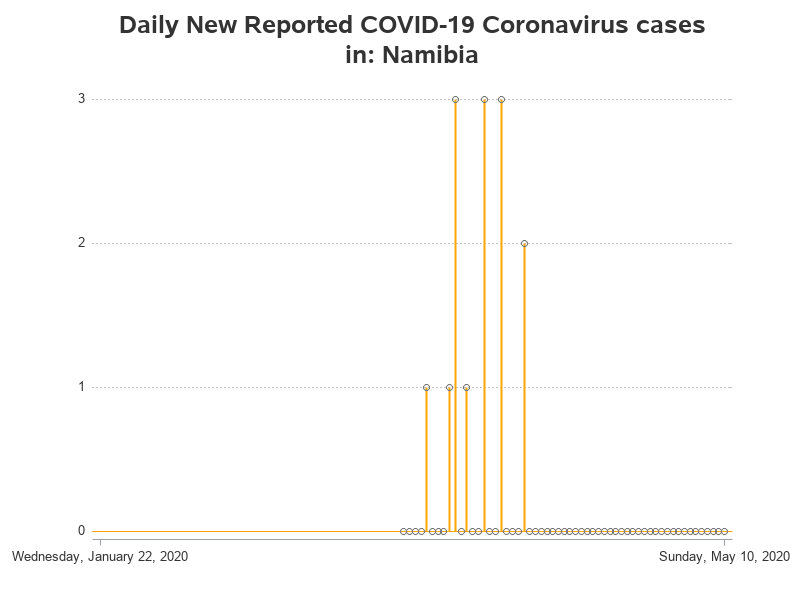 Daily New Reported COVID-19 Coronavirus cases
in: Namibia
3
2
1
0
Wednesday, January 22, 2020
Sunday, May 10, 2020